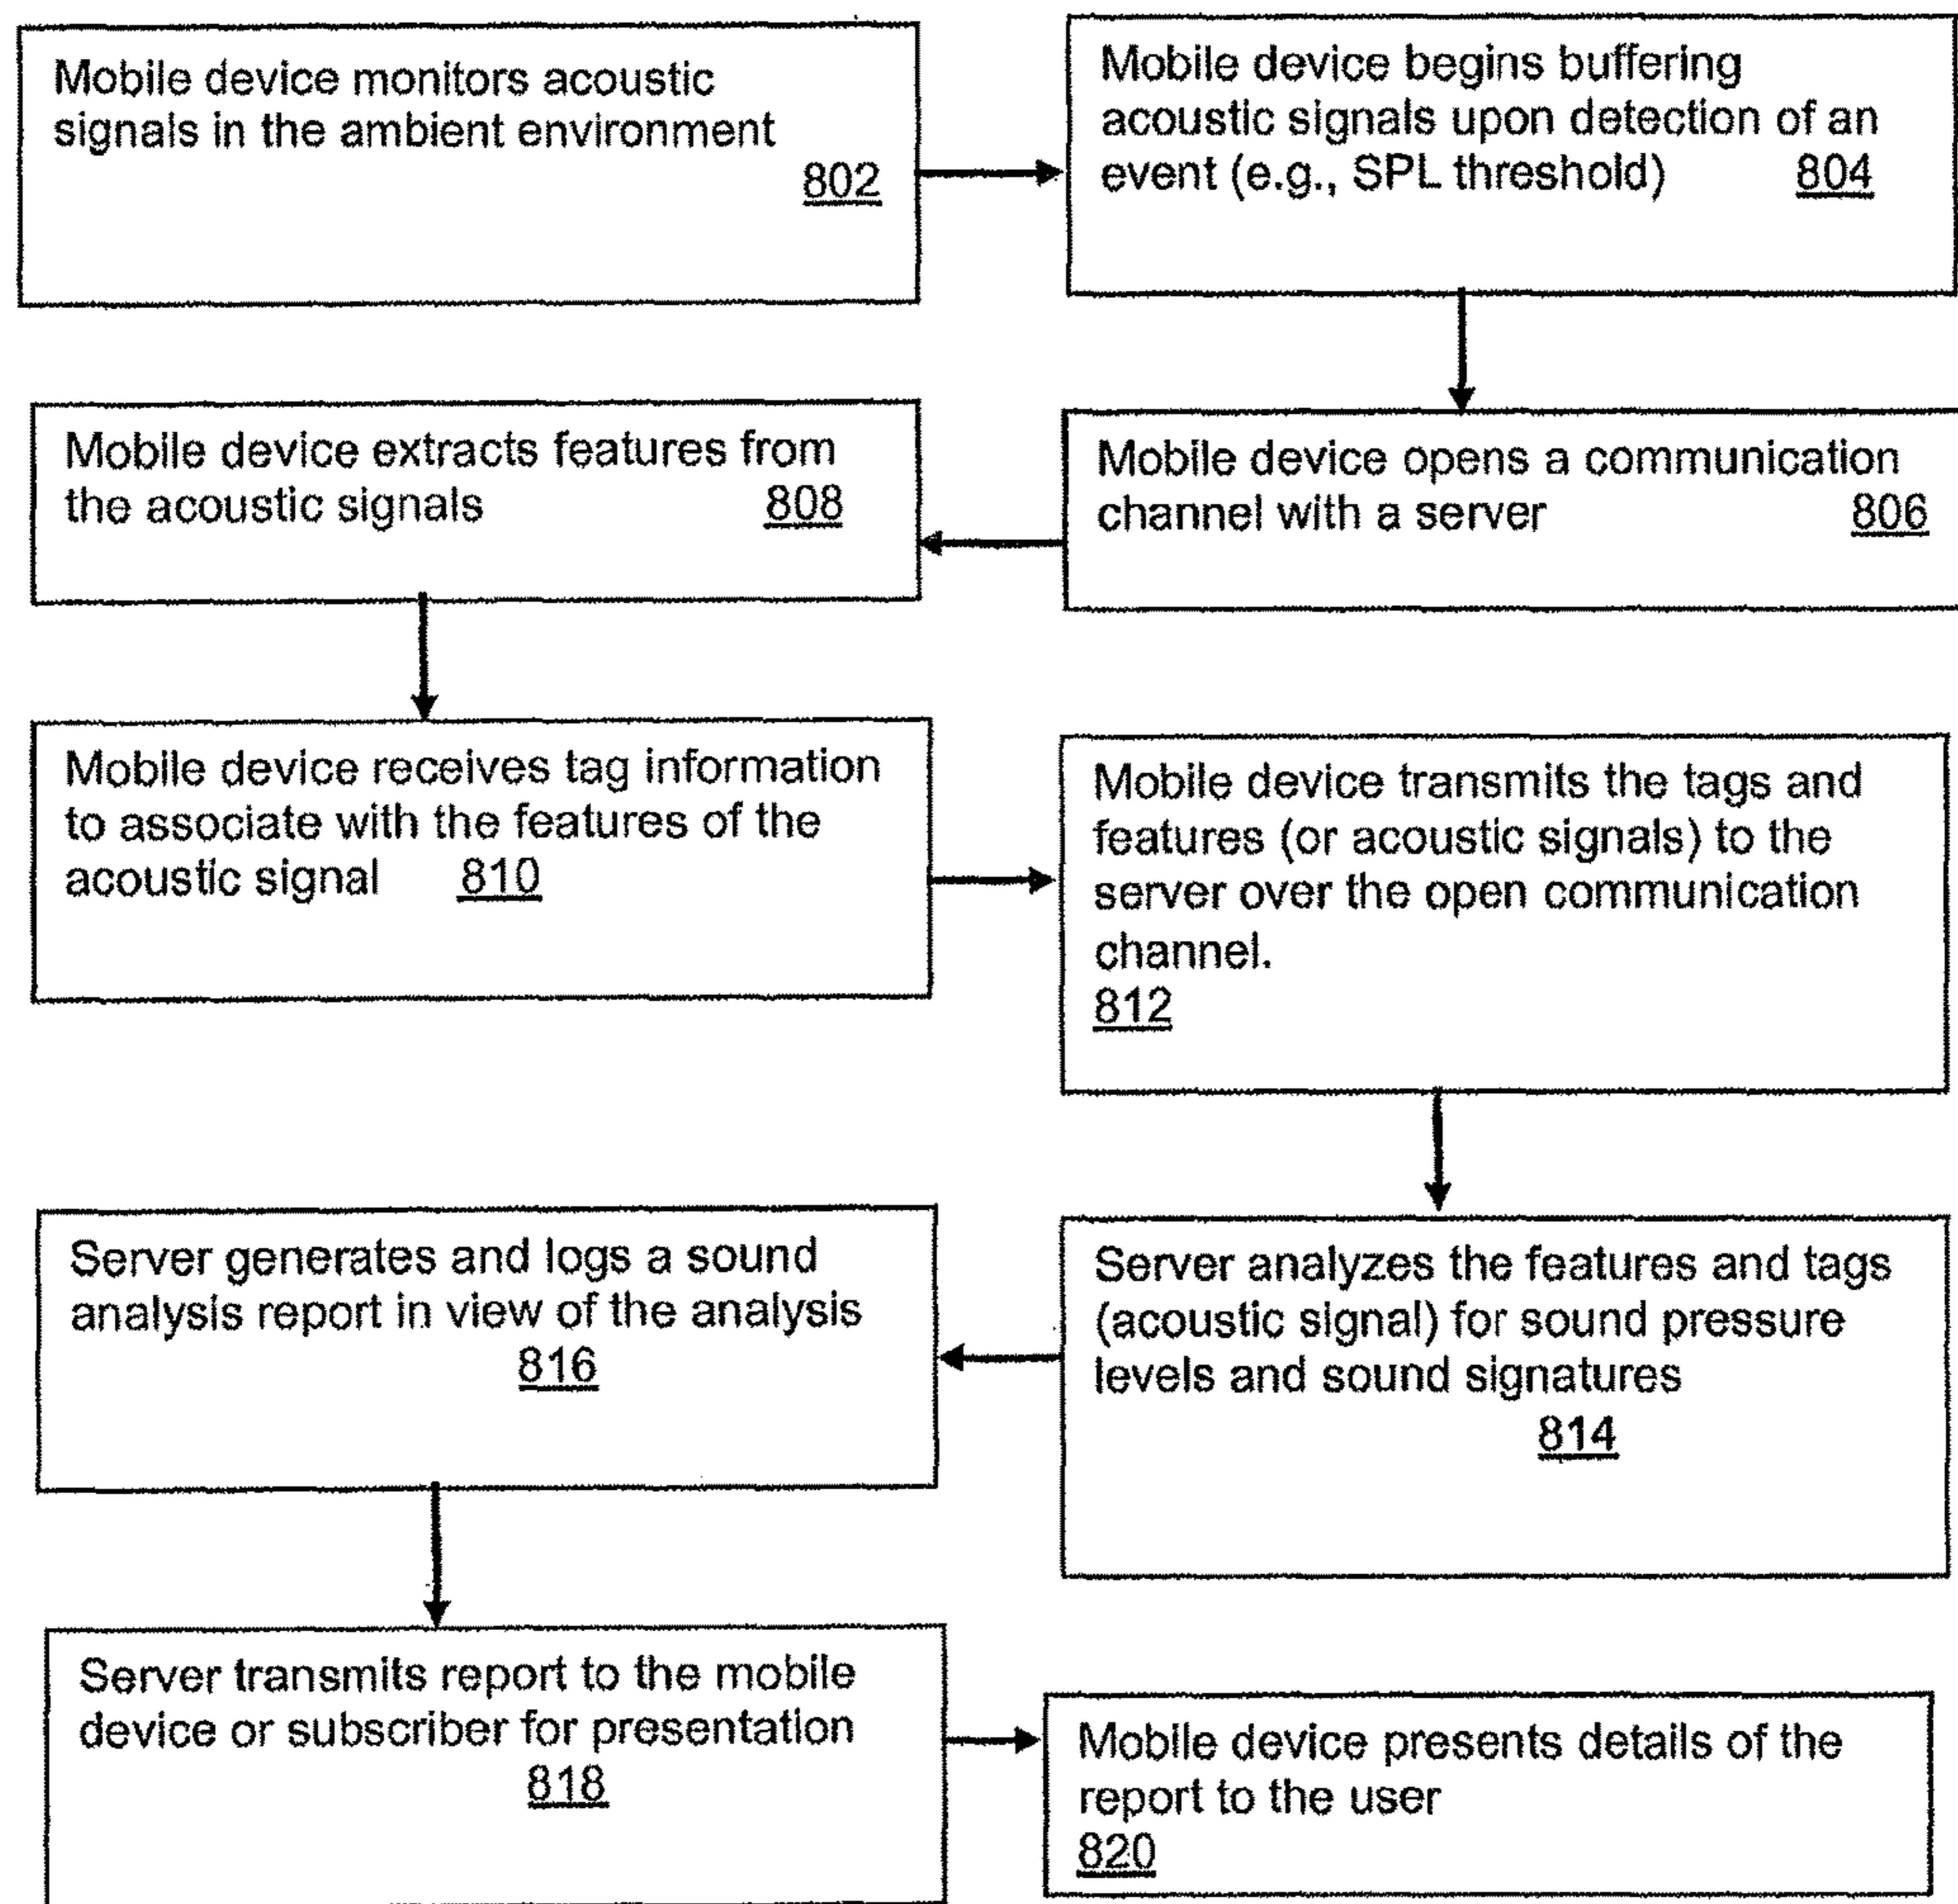 Mobile device monitors acoustic
signals in the ambient environment
802
Mobile device begins buffering
acoustic signals upon detection of an
event (e.g., SPL threshold) 804
Mobile device opens a communication
channel with a server 806
Mobile device extracts features from
the acoustic signals 808
Mobile device receives tag information
to associate with the features of the
acoustic signal 810
Mobile device transmits the tags and
features (or acoustic signals) to the
server over the open communication
channel.
812
Server analyzes the features and tags
(acoustic signal) for sound pressure
levels and sound signatures
814
Server generates and logs a sound
analysis report in view of the analysis
816
Server transmits report to the mobile
device or subscriber for presentation
818
Mobile device presents details of the
report to the user
820